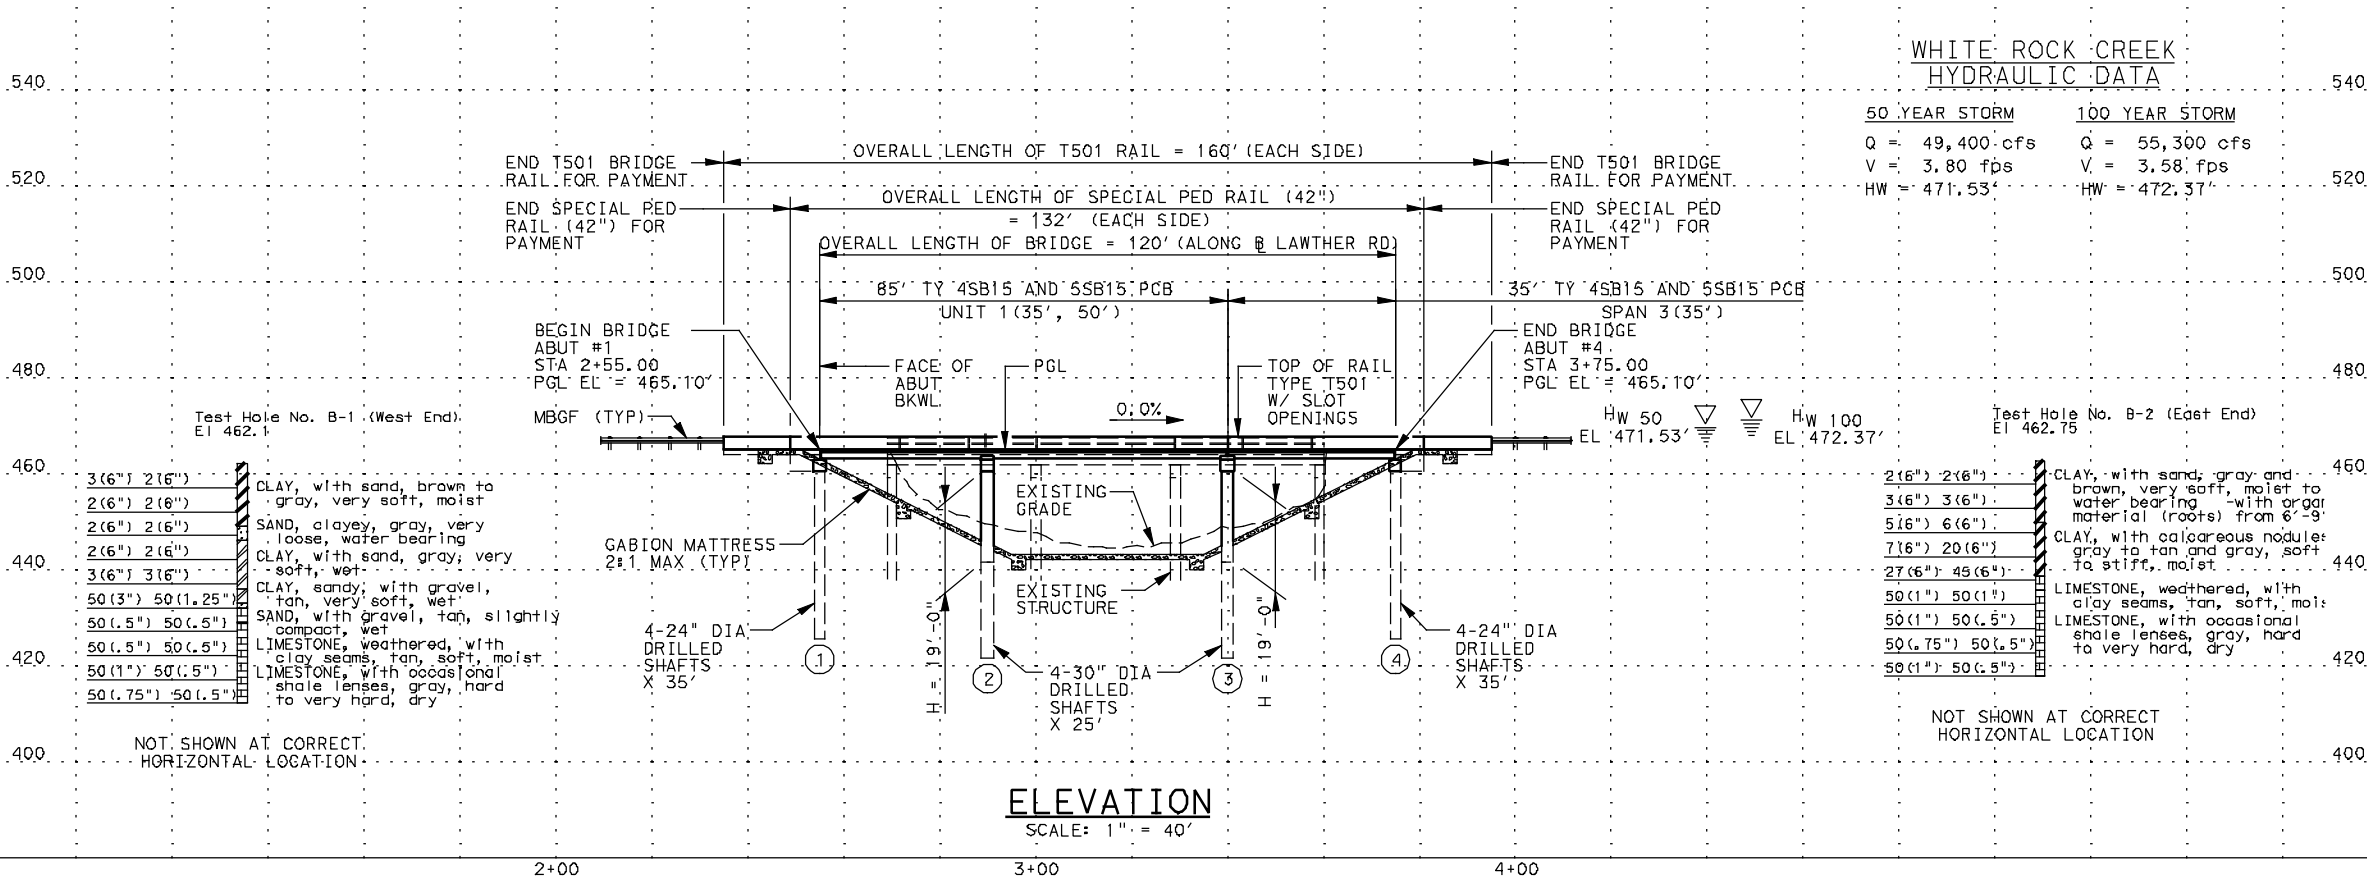 WHITE ROCK CREEK
HYDRAULIC DATA
50 YEAR STORM
Q = 49,400 cfs
V = 3.80 fps
HW = 471.53'
100 YEAR STORM
Q = 55,300 cfs
V = 3.58 fps
HW = 472.37'
540
520
500
480
460
440
420
400
540
520
500
480
460
440
420
400
OVERALL LENGTH OF T501 RAIL = 160' (EACH SIDE)
END T501 BRIDGE
RAIL FOR PAYMENT
END T501 BRIDGE
RAIL FOR PAYMENT
OVERALL LENGTH OF SPECIAL PED RAIL (42")
= 132' (EACH SIDE)
END SPECIAL PED
RAIL (42") FOR
PAYMENT
END SPECIAL PED
RAIL (42") FOR
PAYMENT
OVERALL LENGTH OF BRIDGE = 120' (ALONG ℄ LAWTHER RD)
85' TY 4SB15 AND 5SB15 PCB
UNIT 1 (35', 50')
35' TY 4SB15 AND 5SB15 PCB
SPAN 3 (35')
BEGIN BRIDGE
ABUT #1
STA 2+55.00
PGL EL = 465.10'
FACE OF
ABUT
BKWL
PGL
0.0%
TOP OF RAIL
TYPE T501
W/ SLOT
OPENINGS
END BRIDGE
ABUT #4
STA 3+75.00
PGL EL = 465.10'
MBGF (TYP)
HW 50
EL 471.53'
HW 100
EL 472.37'
Test Hole No. B-1 (West End)
El 462.1
3(6") 2(6")
2(6") 2(6")
2(6") 2(6")
2(6") 2(6")
3(6") 3(6")
50(3") 50(1.25")
50(.5") 50(.5")
50(.5") 50(.5")
50(1") 50(.5")
50(.75") 50(.5")
CLAY, with sand, brown to
gray, very soft, moist
SAND, clayey, gray, very
loose, water bearing
CLAY, with sand, gray, very
soft, wet
CLAY, sandy, with gravel,
tan, very soft, wet
SAND, with gravel, tan, slightly
compact, wet
LIMESTONE, weathered, with
clay seams, tan, soft, moist
LIMESTONE, with occasional
shale lenses, gray, hard
to very hard, dry
NOT SHOWN AT CORRECT
HORIZONTAL LOCATION
GABION MATTRESS
2:1 MAX (TYP)
EXISTING
GRADE
EXISTING
STRUCTURE
4-24" DIA
DRILLED
SHAFTS
X 35'
H = 19'-0"
4-30" DIA
DRILLED
SHAFTS
X 25'
H = 19'-0"
4-24" DIA
DRILLED
SHAFTS
X 35'
1
2
3
4
Test Hole No. B-2 (East End)
El 462.75
2(6") 2(6")
3(6") 3(6")
5(6") 6(6")
7(6") 20(6")
27(6") 45(6")
50(1") 50(1")
50(1") 50(.5")
50(.75") 50(.5")
50(1") 50(.5")
CLAY, with sand, gray and
brown, very soft, moist to
water bearing -with organ
material (roots) from 6'-9'
CLAY, with calcareous nodules
gray to tan and gray, soft
to stiff, moist
LIMESTONE, weathered, with
clay seams, tan, soft, mois
LIMESTONE, with occasional
shale lenses, gray, hard
to very hard, dry
NOT SHOWN AT CORRECT
HORIZONTAL LOCATION
ELEVATION
SCALE: 1" = 40'
2+00
3+00
4+00